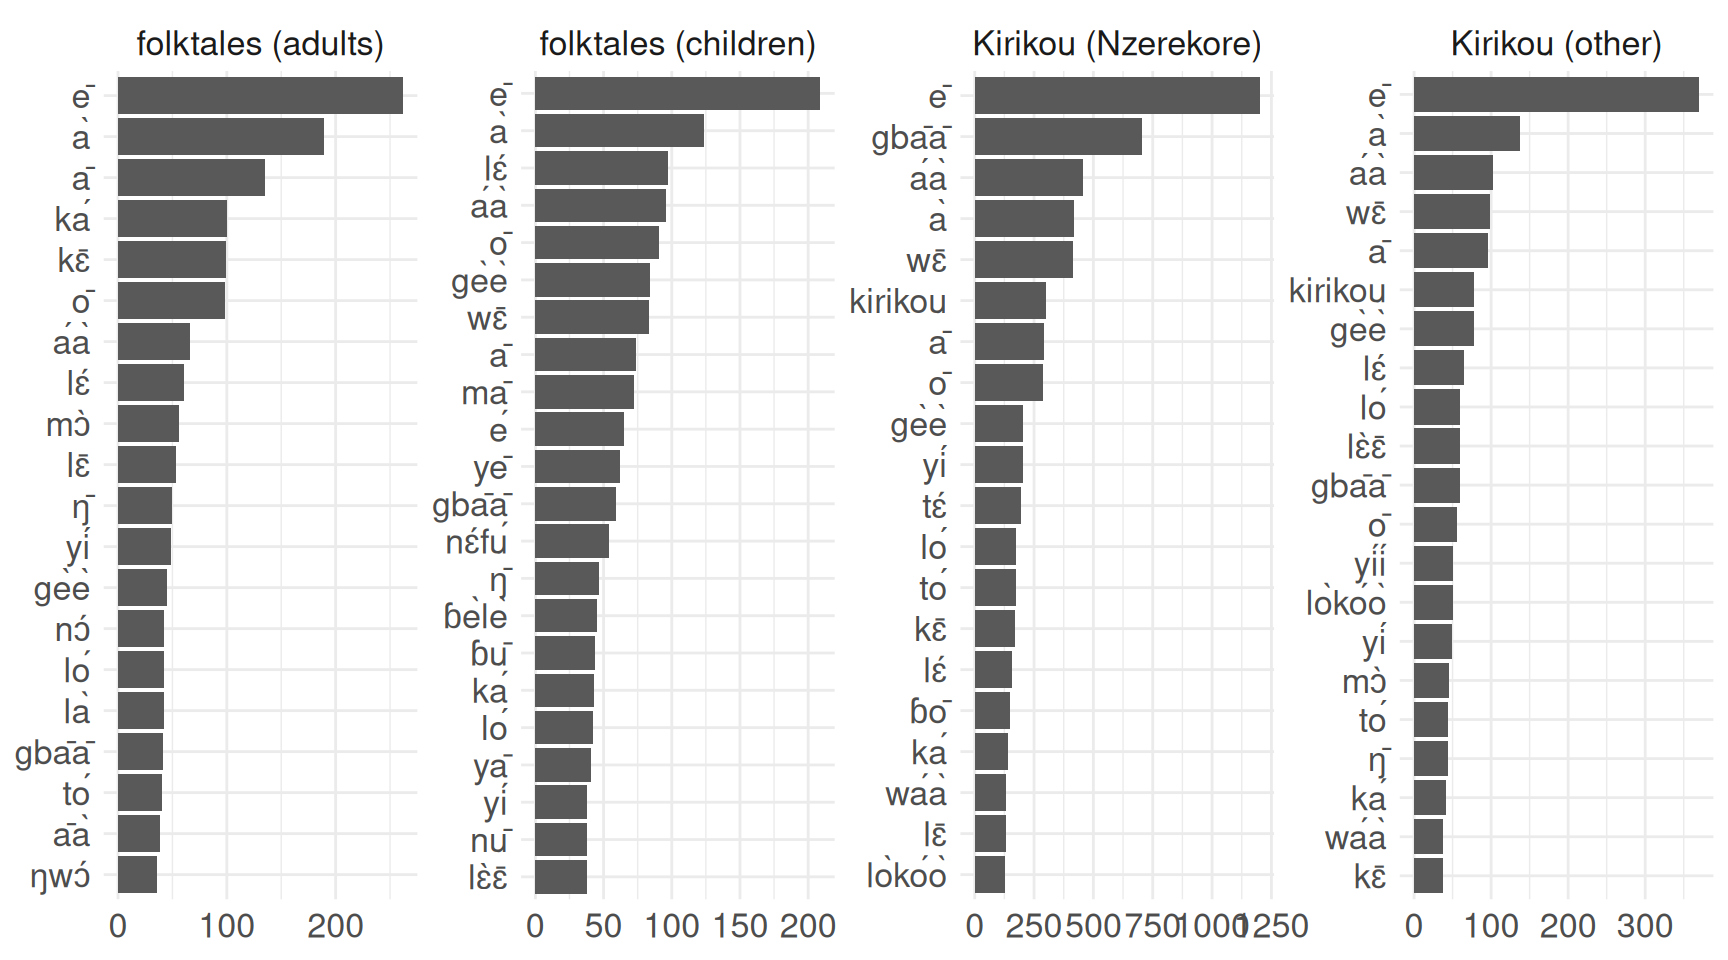 folktales (adults)
ē
à
ā
ká
kɛ̄
ō
áà
lɛ́
mɔ̀
lɛ̄
ŋ̄
yí
gèè
nɔ́
ló
là
gbāā
tó
āà
ŋwɔ́
0 100 200
folktales (children)
ē
à
lɛ́
áà
ō
gèè
wɛ̄
ā
mā
é
yē
gbāā
nɛ́fú
ŋ̄
ɓèlè
ɓū
ká
ló
yā
yí
nū
lɛ̀ɛ̄
0 50 100 150 200
Kirikou (Nzerekore)
ē
gbāā
áà
à
wɛ̄
kirikou
ā
ō
gèè
yí
tɛ́
ló
tó
kɛ̄
lɛ́
ɓō
ká
wáà
lɛ̄
lòkóò
0 250 500 750 1000 1250
Kirikou (other)
ē
à
áà
wɛ̄
ā
kirikou
gèè
lɛ́
ló
lɛ̀ɛ̄
gbāā
ō
yíí
lòkóò
yí
mɔ̀
tó
ŋ̄
ká
wáà
kɛ̄
0 100 200 300